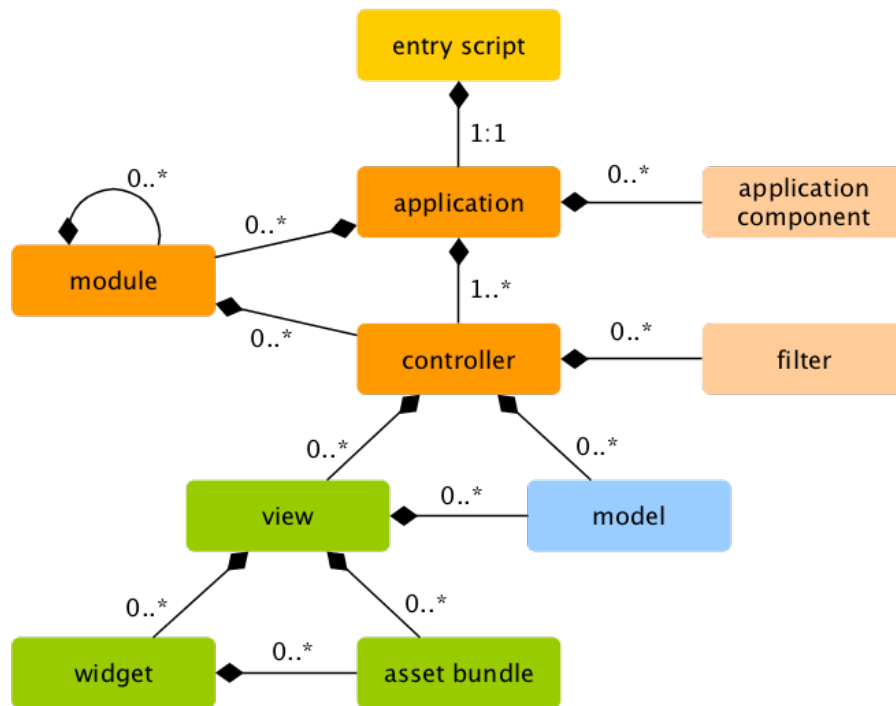 entry script
1:1
0..*
0..*
application
0..*
application
component
module
1..*
0..*
controller
0..*
filter
0..*
0..*
view
0..*
model
0..*
0..*
widget
0..*
asset bundle